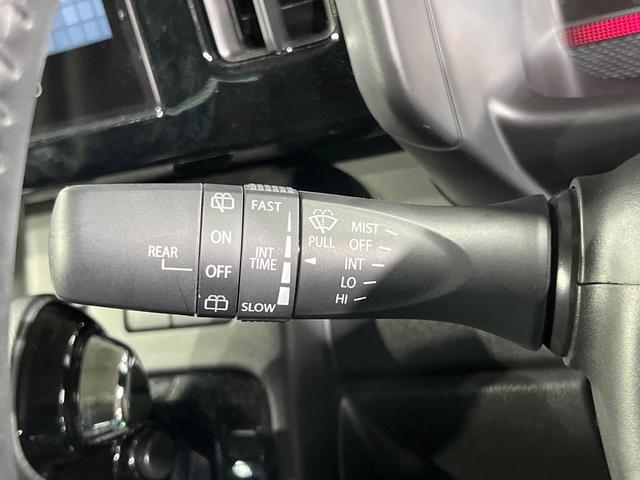 REAR
ON
OFF
FAST
INT
TIME
SLOW
PULL
MIST
OFF
INT
LO
HI